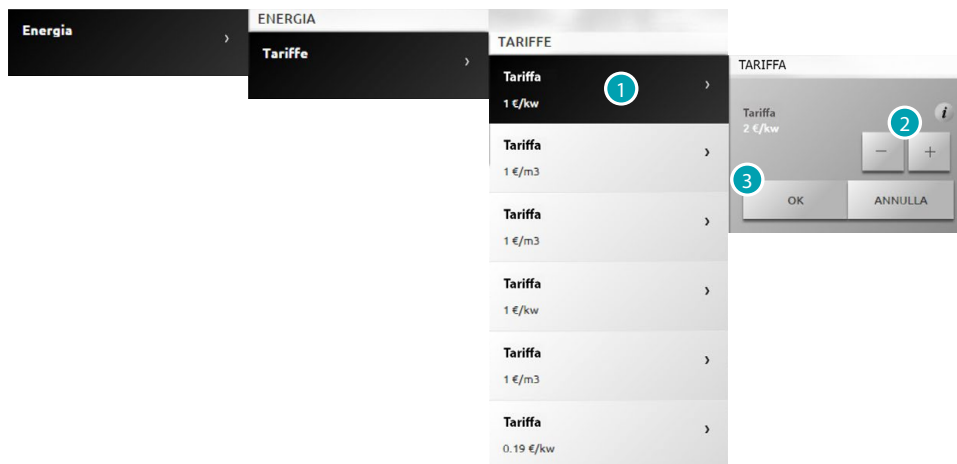 Energia
›
ENERGIA
Tariffe
›
TARIFFE
Tariffa
1 €/kw
›
1
Tariffa
1 €/m3
›
Tariffa
1 €/m3
›
Tariffa
1 €/kw
›
Tariffa
1 €/m3
›
Tariffa
0.19 €/kw
›
TARIFFA
Tariffa
2 €/kw
i
2
− +
3
OK ANNULLA